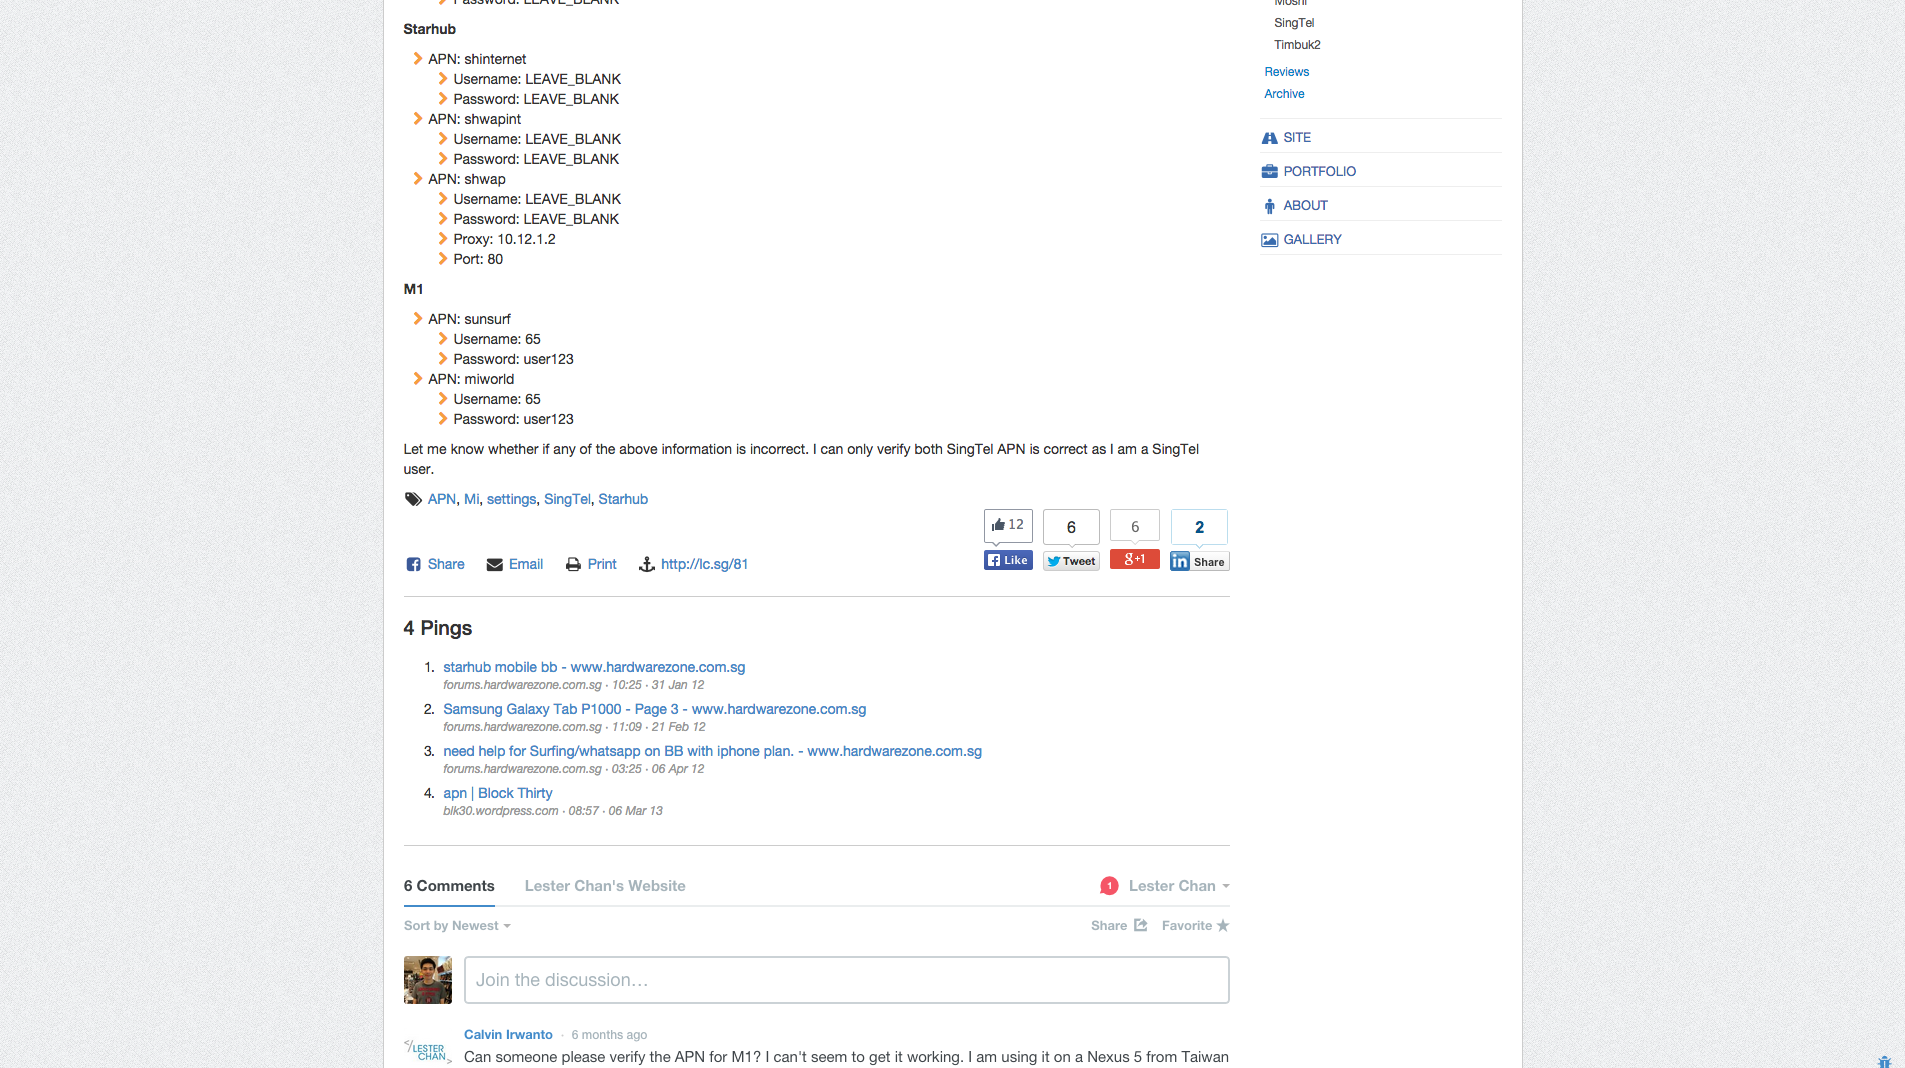 Password: LEAVE_BLANK
Starhub
APN: shinternet
Username: LEAVE_BLANK
Password: LEAVE_BLANK
APN: shwapint
Username: LEAVE_BLANK
Password: LEAVE_BLANK
APN: shwap
Username: LEAVE_BLANK
Password: LEAVE_BLANK
Proxy: 10.12.1.2
Port: 80
M1
APN: sunsurf
Username: 65
Password: user123
APN: miworld
Username: 65
Password: user123
Let me know whether if any of the above information is incorrect. I can only verify both SingTel APN is correct as I am a SingTel
user.
APN, Mi, settings, SingTel, Starhub
12 6 6 2
Like Tweet g+1 in Share
Share Email Print http://lc.sg/81
4 Pings
1. starhub mobile bb - www.hardwarezone.com.sg
forums.hardwarezone.com.sg · 10:25 · 31 Jan 12
2. Samsung Galaxy Tab P1000 - Page 3 - www.hardwarezone.com.sg
forums.hardwarezone.com.sg · 11:09 · 21 Feb 12
3. need help for Surfing/whatsapp on BB with iphone plan. - www.hardwarezone.com.sg
forums.hardwarezone.com.sg · 03:25 · 06 Apr 12
4. apn | Block Thirty
blk30.wordpress.com · 08:57 · 06 Mar 13
6 Comments Lester Chan's Website 1 Lester Chan
Sort by Newest Share Favorite
Join the discussion…
</LESTER CHAN>
Calvin Irwanto · 6 months ago
Can someone please verify the APN for M1? I can't seem to get it working. I am using it on a Nexus 5 from Taiwan
Moshi
SingTel
Timbuk2
Reviews
Archive
SITE
PORTFOLIO
ABOUT
GALLERY